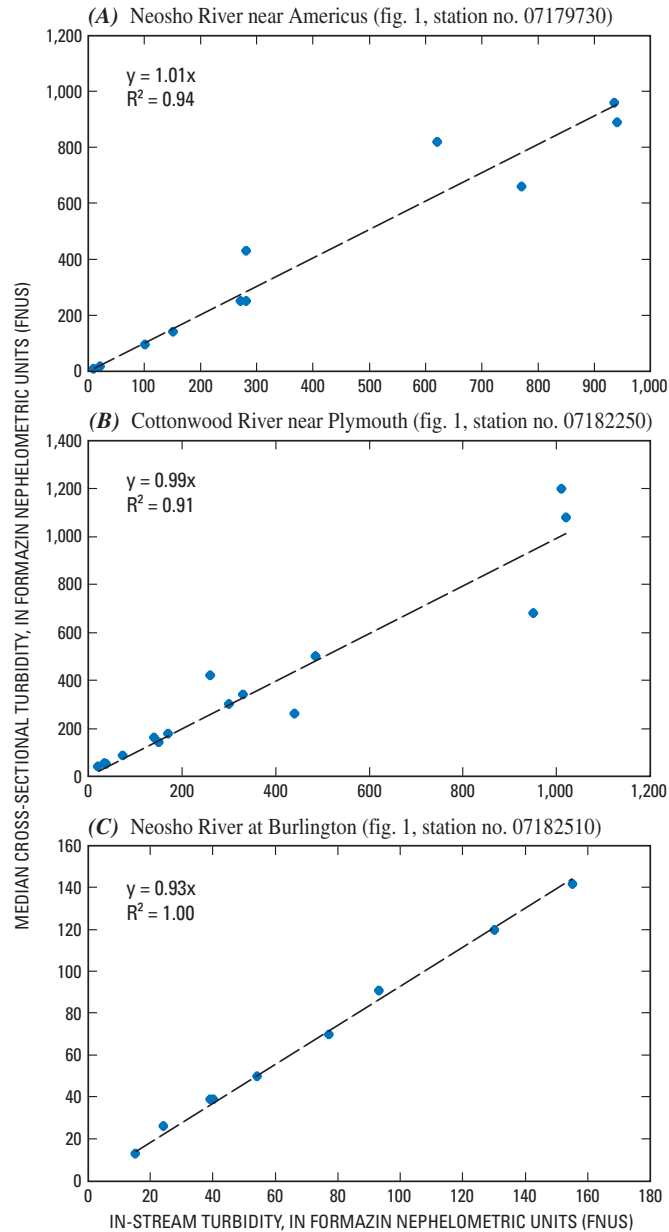 (A) Neosho River near Americus (fig. 1, station no. 07179730)
1,200
1,000
800
600
400
200
0
y = 1.01x
R² = 0.94
0 100 200 300 400 500 600 700 800 900 1,000
(B) Cottonwood River near Plymouth (fig. 1, station no. 07182250)
1,400
1,200
1,000
800
600
400
200
0
y = 0.99x
R² = 0.91
0 200 400 600 800 1,000 1,200
(C) Neosho River at Burlington (fig. 1, station no. 07182510)
160
140
120
100
80
60
40
20
0
y = 0.93x
R² = 1.00
0 20 40 60 80 100 120 140 160 180
MEDIAN CROSS-SECTIONAL TURBIDITY, IN FORMAZIN NEPHELOMETRIC UNITS (FNUS)
IN-STREAM TURBIDITY, IN FORMAZIN NEPHELOMETRIC UNITS (FNUS)